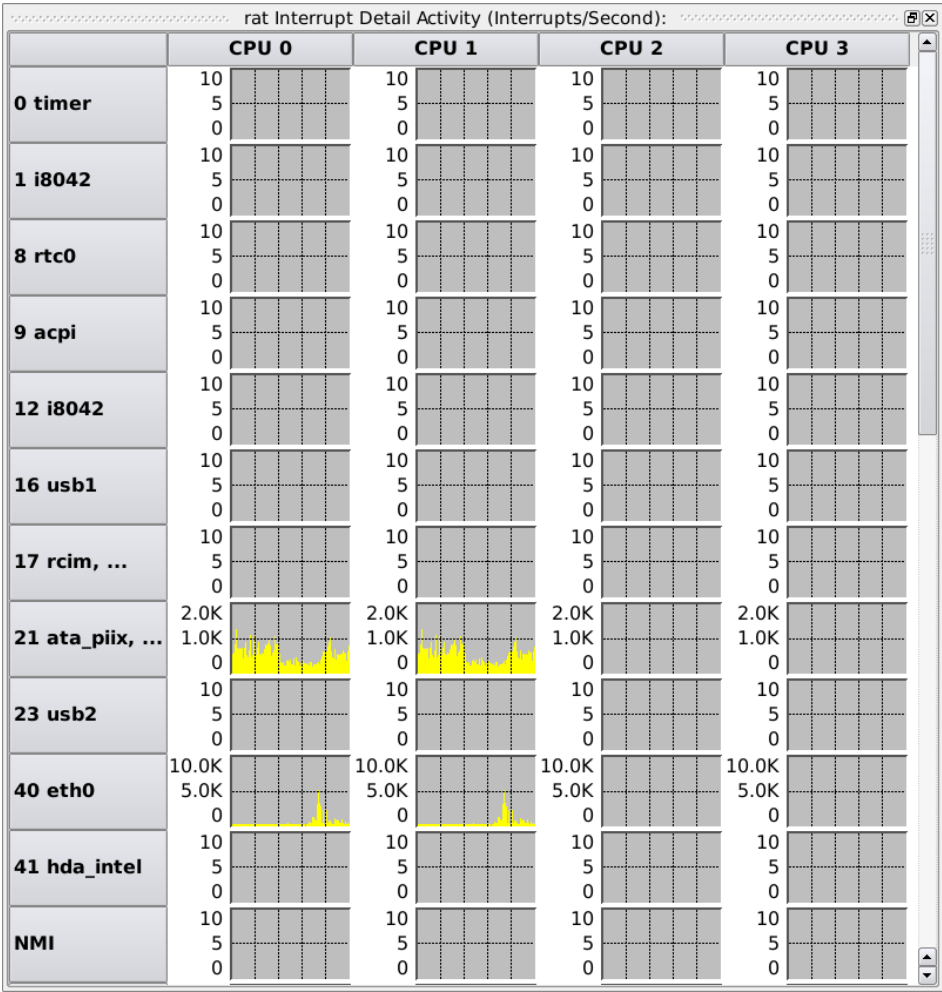 rat Interrupt Detail Activity (Interrupts/Second):
CPU 0 CPU 1 CPU 2 CPU 3
0 timer
10 10 10 10
5 5 5 5
0 0 0 0
1 i8042
10 10 10 10
5 5 5 5
0 0 0 0
8 rtc0
10 10 10 10
5 5 5 5
0 0 0 0
9 acpi
10 10 10 10
5 5 5 5
0 0 0 0
12 i8042
10 10 10 10
5 5 5 5
0 0 0 0
16 usb1
10 10 10 10
5 5 5 5
0 0 0 0
17 rcim, ...
10 10 10 10
5 5 5 5
0 0 0 0
21 ata_piix, ...
2.0K 2.0K 2.0K 2.0K
1.0K 1.0K 1.0K 1.0K
0 0 0 0
23 usb2
10 10 10 10
5 5 5 5
0 0 0 0
40 eth0
10.0K 10.0K 10.0K 10.0K
5.0K 5.0K 5.0K 5.0K
0 0 0 0
41 hda_intel
10 10 10 10
5 5 5 5
0 0 0 0
NMI
10 10 10 10
5 5 5 5
0 0 0 0